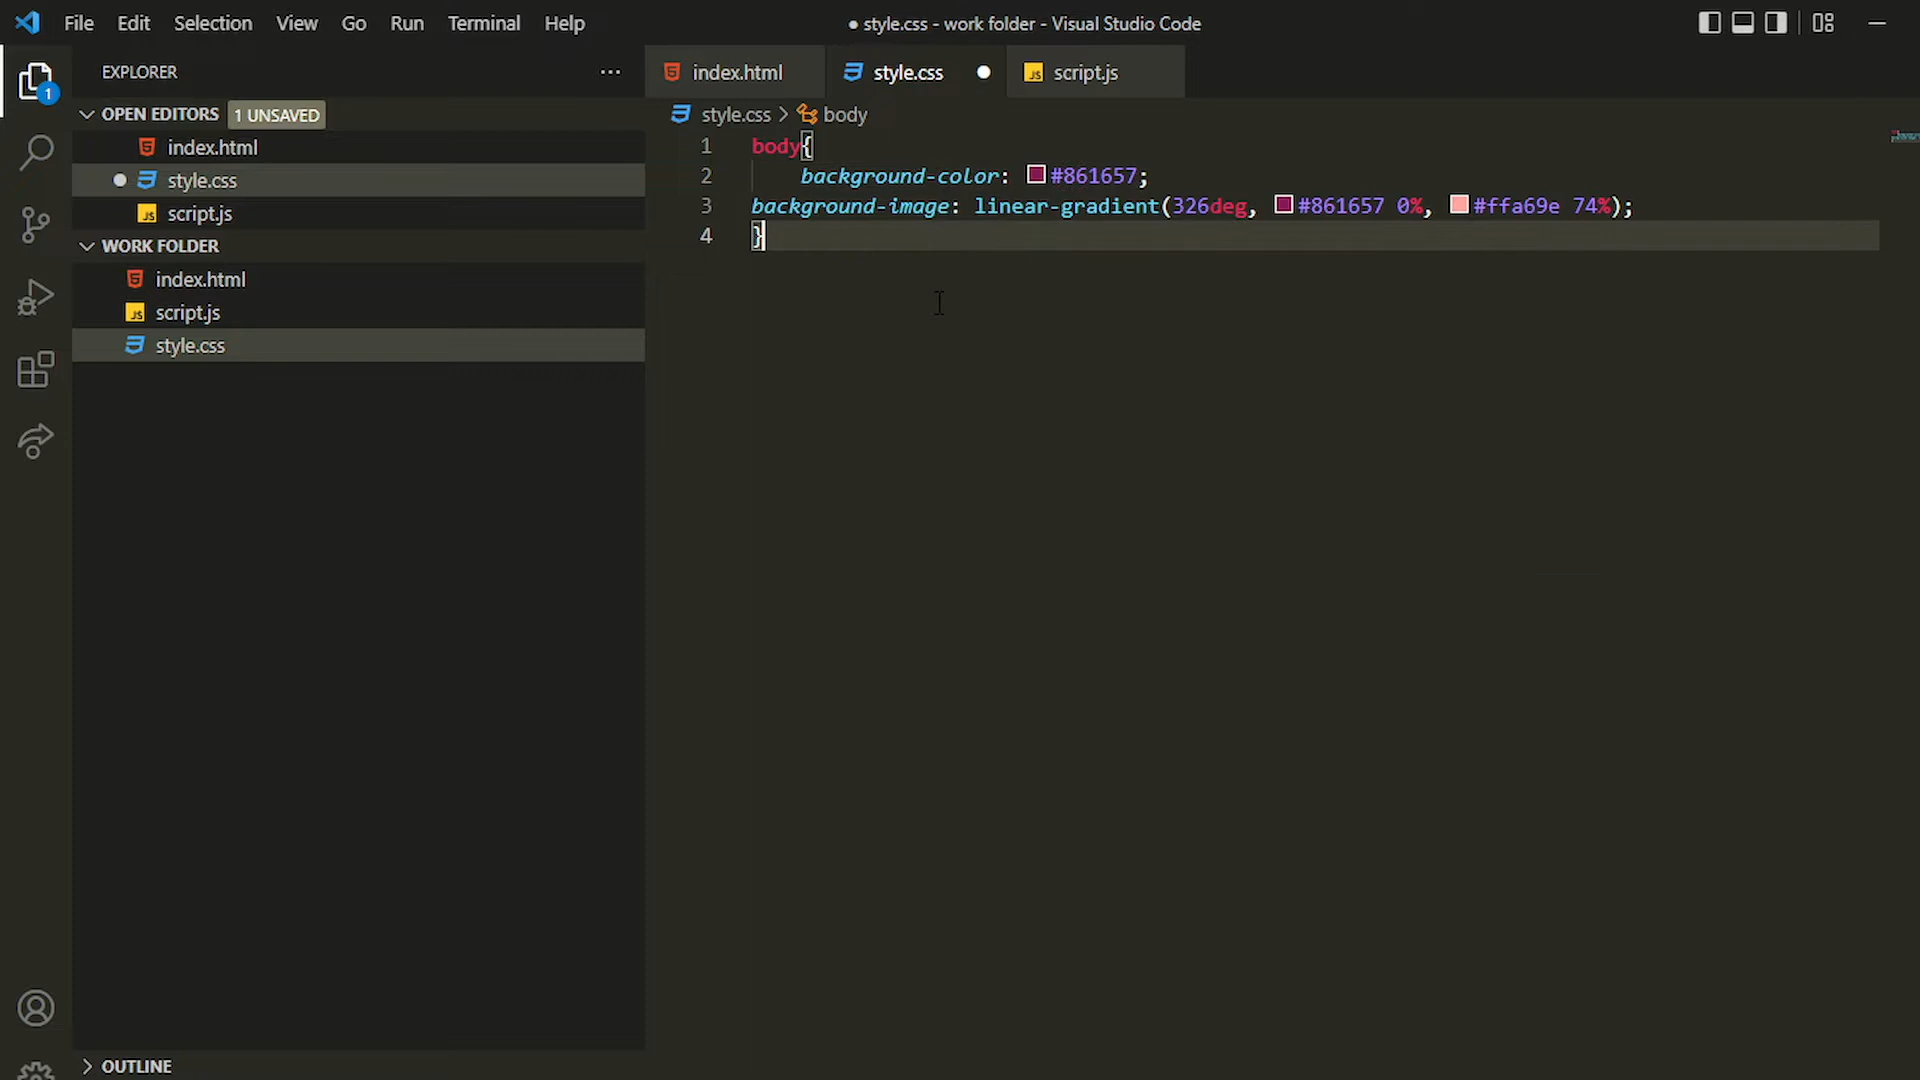 File Edit Selection View Go Run Terminal Help
● style.css - work folder - Visual Studio Code
EXPLORER
1
OPEN EDITORS 1 UNSAVED
index.html
style.css
script.js
WORK FOLDER
index.html
script.js
style.css
OUTLINE
index.html style.css script.js
style.css > body
1 body{
2 background-color: #861657;
3 background-image: linear-gradient(326deg, #861657 0%, #ffa69e 74%);
4 }